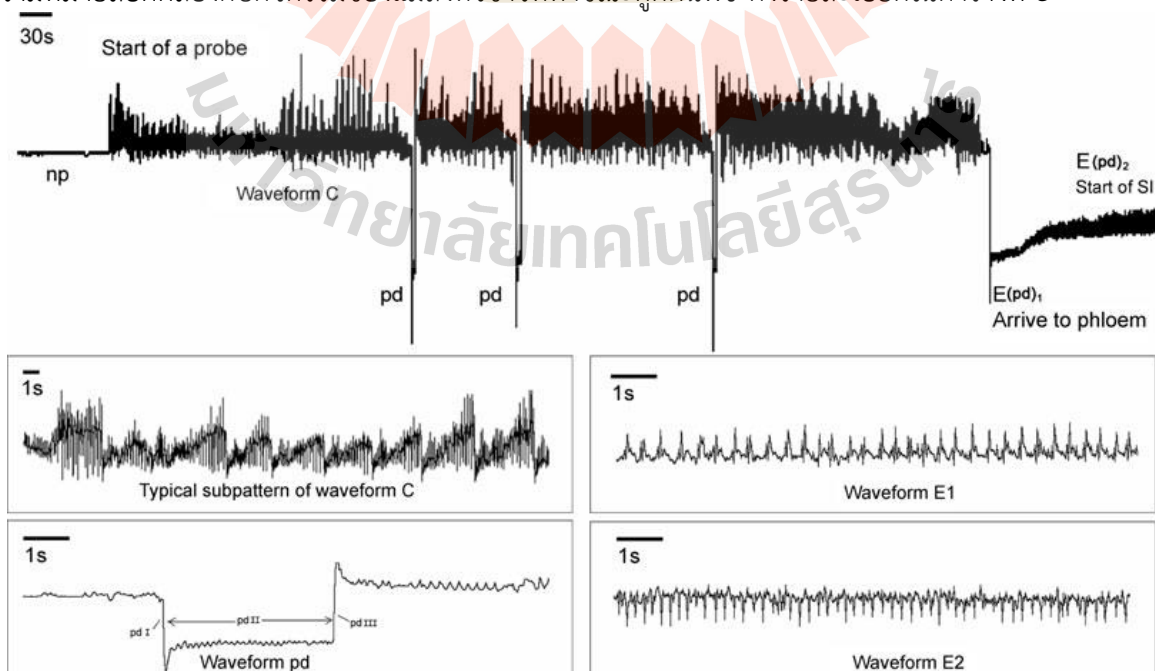 30s
Start of a probe
np
Waveform C
pd
pd
pd
E(pd)₂
Start of SI
E(pd)₁
Arrive to phloem
มหาวิทยาลัยเทคโนโลยีสุรนารี
1s
Typical subpattern of waveform C
1s
Waveform E1
1s
pd I
pd II
pd III
Waveform pd
1s
Waveform E2